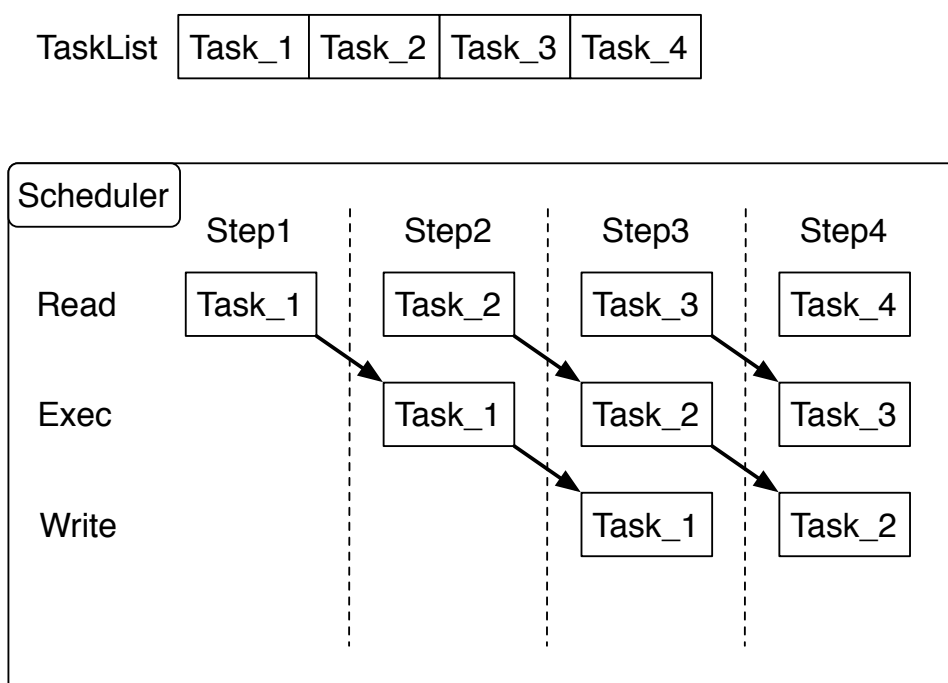 TaskList Task_1 Task_2 Task_3 Task_4
Scheduler
Step1 Step2 Step3 Step4
Read Task_1 Task_2 Task_3 Task_4
Exec Task_1 Task_2 Task_3
Write Task_1 Task_2